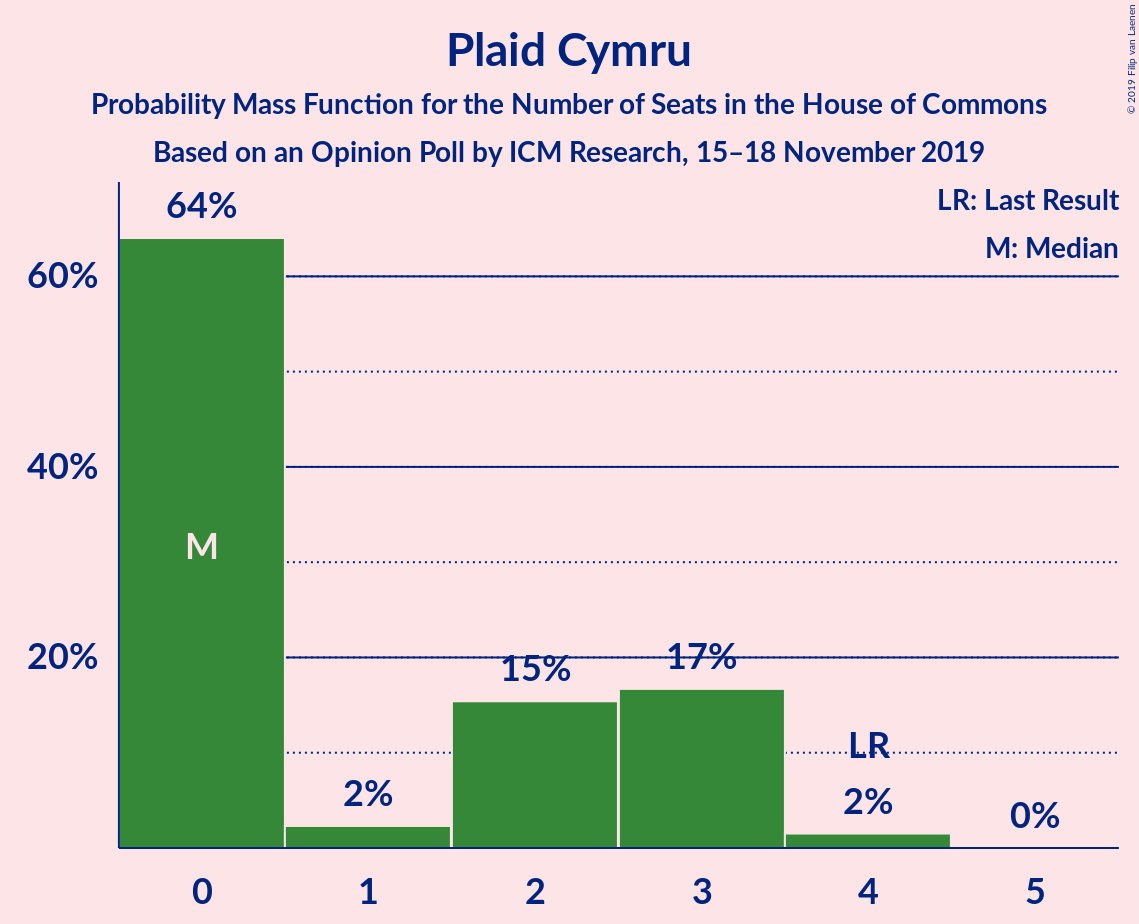 Plaid Cymru
Probability Mass Function for the Number of Seats in the House of Commons
Based on an Opinion Poll by ICM Research, 15–18 November 2019
© 2019 Filip van Laenen
LR: Last Result
M: Median
60%
40%
20%
64%
M
2%
15%
17%
LR
2%
0%
0 1 2 3 4 5